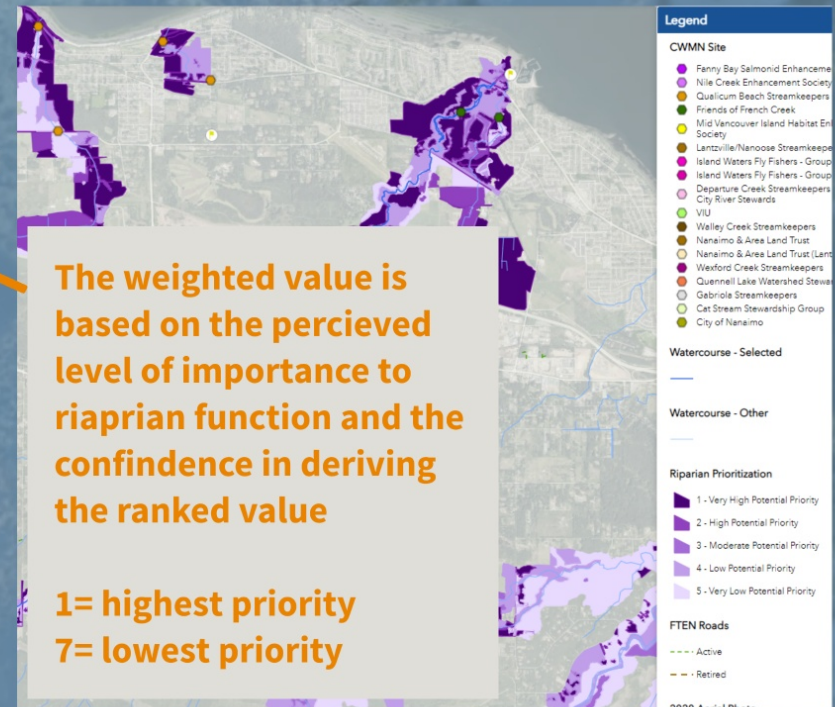 The weighted value is
based on the percieved
level of importance to
riaprian function and the
confindence in deriving
the ranked value
1= highest priority
7= lowest priority
Legend
CWMN Site
Fanny Bay Salmonid Enhanceme
Nile Creek Enhancement Society
Qualicum Beach Streamkeepers
Friends of French Creek
Mid Vancouver Island Habitat Enl
Society
Lantzville/Nanoose Streamkeepe
Island Waters Fly Fishers - Group
Island Waters Fly Fishers - Group
Departure Creek Streamkeepers
City River Stewards
VIU
Walley Creek Streamkeepers
Nanaimo & Area Land Trust
Nanaimo & Area Land Trust (Lant
Wexford Creek Streamkeepers
Quennell Lake Watershed Stewar
Gabriola Streamkeepers
Cat Stream Stewardship Group
City of Nanaimo
Watercourse - Selected
Watercourse - Other
Riparian Prioritization
1 - Very High Potential Priority
2 - High Potential Priority
3 - Moderate Potential Priority
4 - Low Potential Priority
5 - Very Low Potential Priority
FTEN Roads
Active
Retired
2020 Aerial Photo